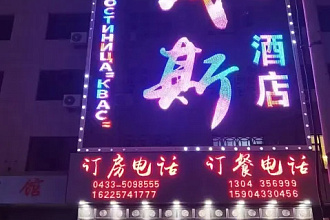 ГОСТИНИЦА "КВАС"
斯
酒店
订房电话
0433-5098555
16225741777
订餐电话
1304 356999
15904330456
馆